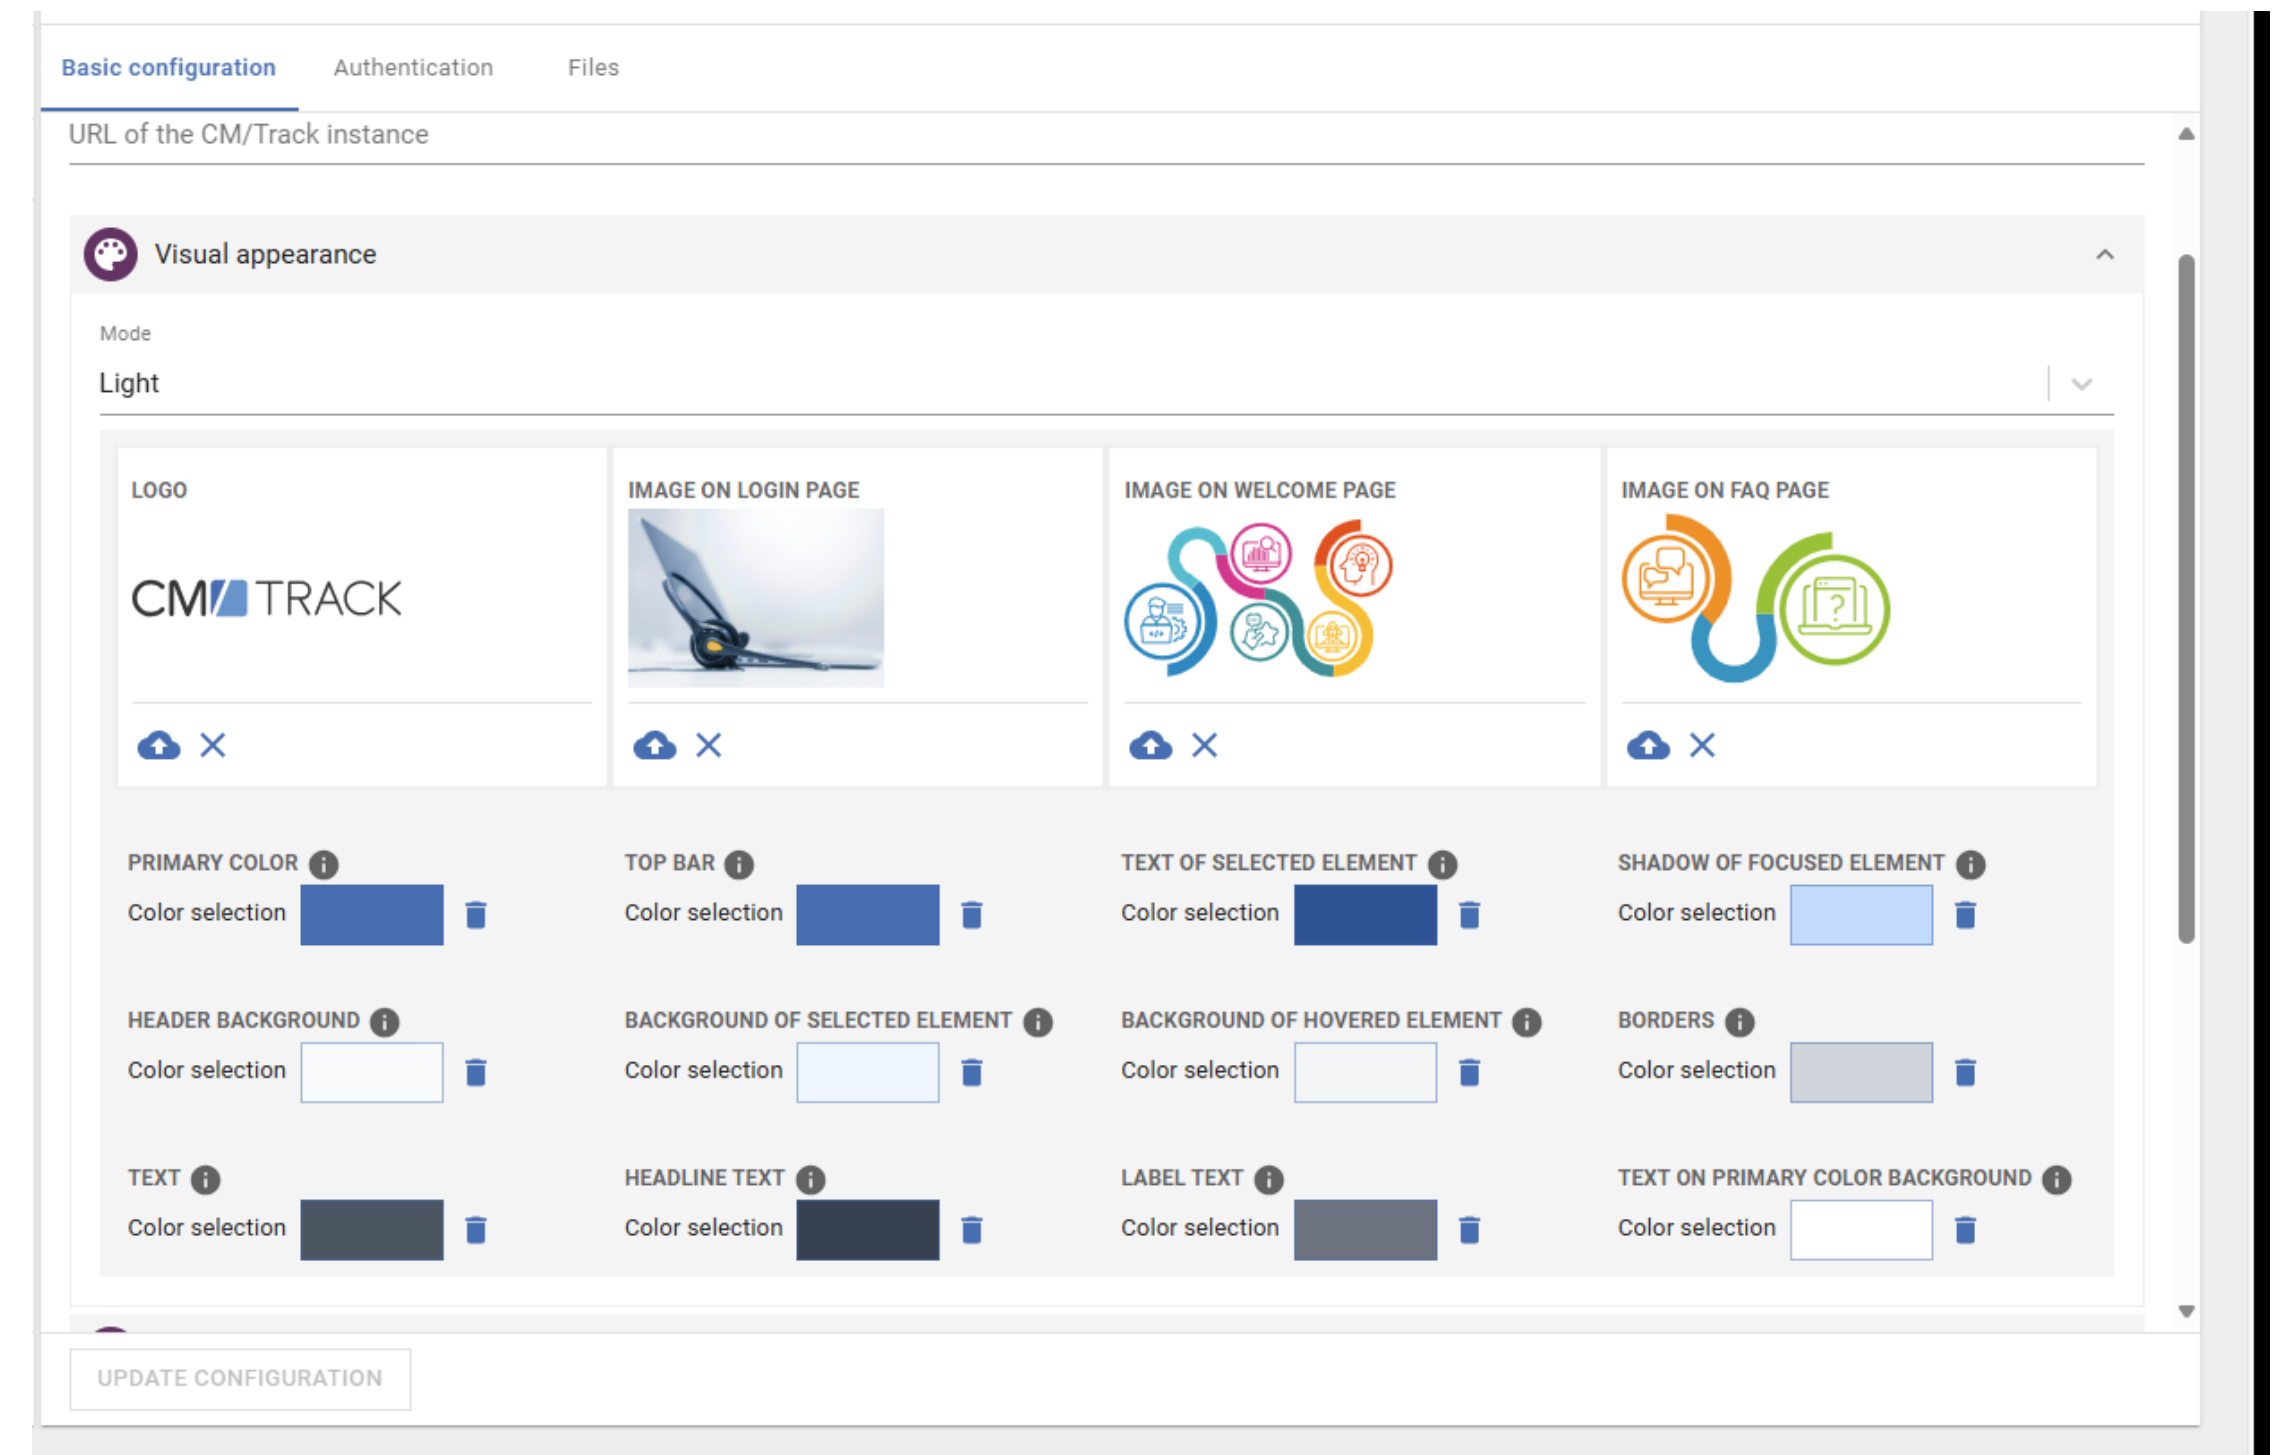 Basic configuration Authentication Files
URL of the CM/Track instance
Visual appearance
Mode
Light
LOGO IMAGE ON LOGIN PAGE IMAGE ON WELCOME PAGE IMAGE ON FAQ PAGE
CM/ TRACK
PRIMARY COLOR TOP BAR TEXT OF SELECTED ELEMENT SHADOW OF FOCUSED ELEMENT
Color selection Color selection Color selection Color selection
HEADER BACKGROUND BACKGROUND OF SELECTED ELEMENT BACKGROUND OF HOVERED ELEMENT BORDERS
Color selection Color selection Color selection Color selection
TEXT HEADLINE TEXT LABEL TEXT TEXT ON PRIMARY COLOR BACKGROUND
Color selection Color selection Color selection Color selection
UPDATE CONFIGURATION